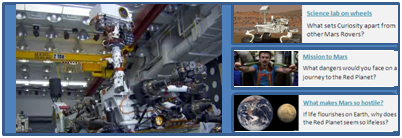 Science lab on wheels
What sets Curiosity apart from
other Mars Rovers?
Mission to Mars
What dangers would you face on a
journey to the Red Planet?
What makes Mars so hostile?
If life flourishes on Earth, why does
the Red Planet seem so lifeless?